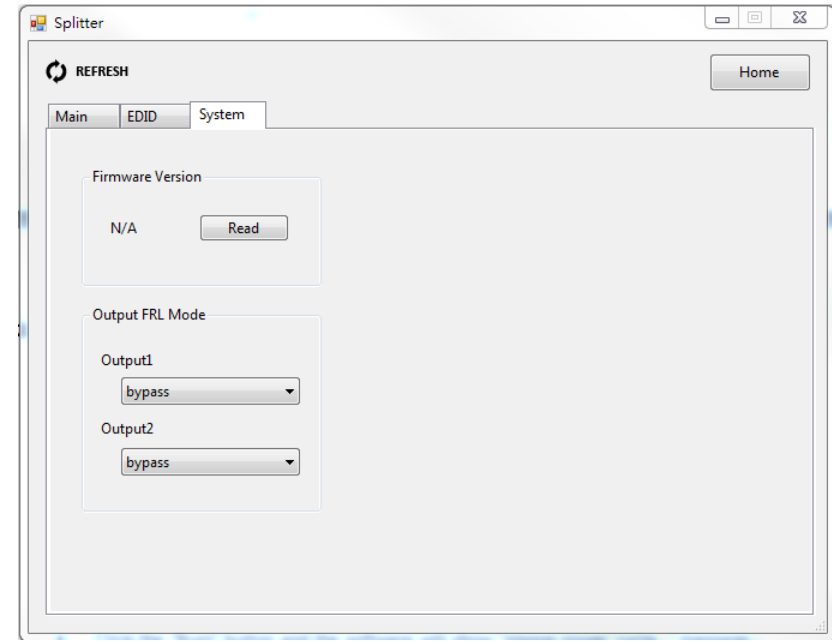 Splitter
REFRESH
Home
Main EDID System
Firmware Version
N/A Read
Output FRL Mode
Output1
bypass
Output2
bypass